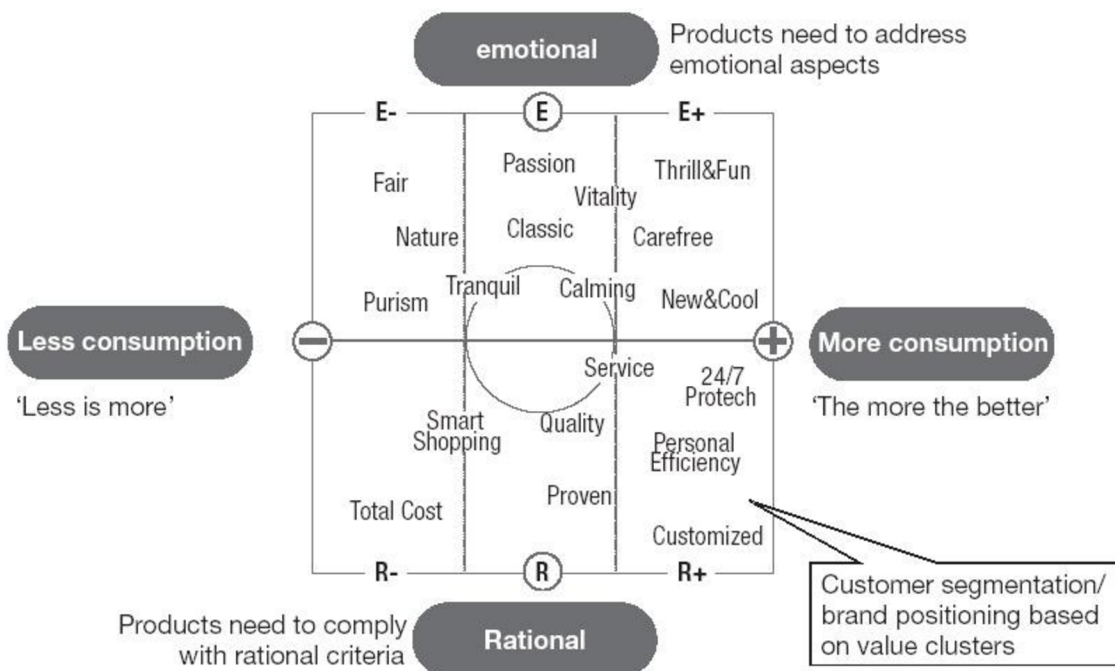 emotional
Products need to address
emotional aspects
E-
E
E+
Passion
Thrill&Fun
Fair
Vitality
Nature
Classic
Carefree
Tranquil
Calming
Purism
New&Cool
Less consumption
−
+
More consumption
'Less is more'
'The more the better'
Service
24/7
Protech
Smart
Shopping
Quality
Personal
Efficiency
Total Cost
Proven
Customized
R-
R
R+
Customer segmentation/
brand positioning based
on value clusters
Products need to comply
with rational criteria
Rational